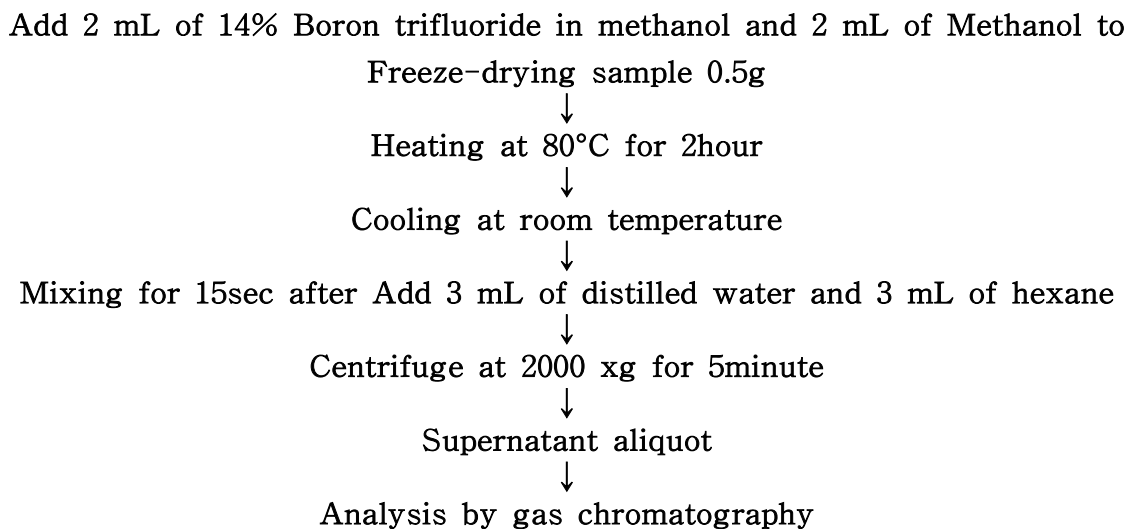 Add 2 mL of 14% Boron trifluoride in methanol and 2 mL of Methanol to
Freeze-drying sample 0.5g
↓
Heating at 80°C for 2hour
↓
Cooling at room temperature
↓
Mixing for 15sec after Add 3 mL of distilled water and 3 mL of hexane
↓
Centrifuge at 2000 xg for 5minute
↓
Supernatant aliquot
↓
Analysis by gas chromatography